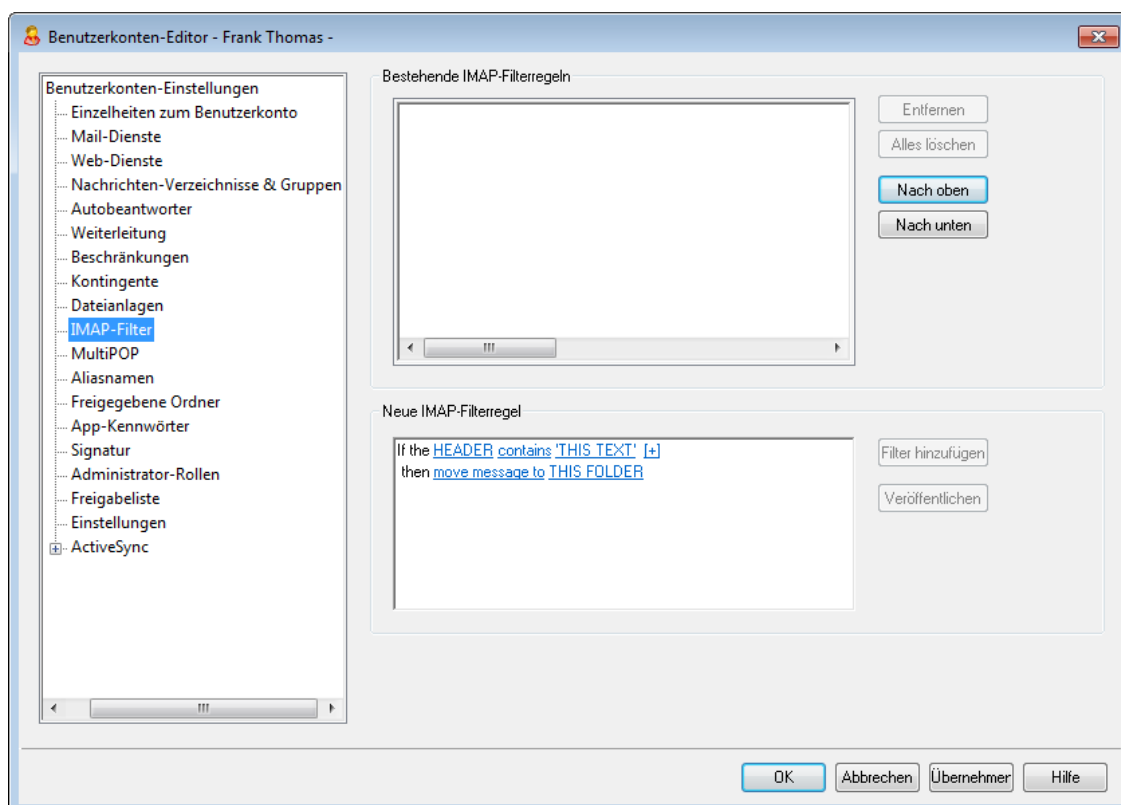 Benutzerkonten-Editor - Frank Thomas -
Benutzerkonten-Einstellungen
Einzelheiten zum Benutzerkonto
Mail-Dienste
Web-Dienste
Nachrichten-Verzeichnisse & Gruppen
Autobeantworter
Weiterleitung
Beschränkungen
Kontingente
Dateianlagen
IMAP-Filter
MultiPOP
Aliasnamen
Freigegebene Ordner
App-Kennwörter
Signatur
Administrator-Rollen
Freigabeliste
Einstellungen
ActiveSync
Bestehende IMAP-Filterregeln
Entfernen
Alles löschen
Nach oben
Nach unten
Neue IMAP-Filterregel
If the HEADER contains 'THIS TEXT' [+]
then move message to THIS FOLDER
Filter hinzufügen
Veröffentlichen
OK
Abbrechen
Übernehmer
Hilfe